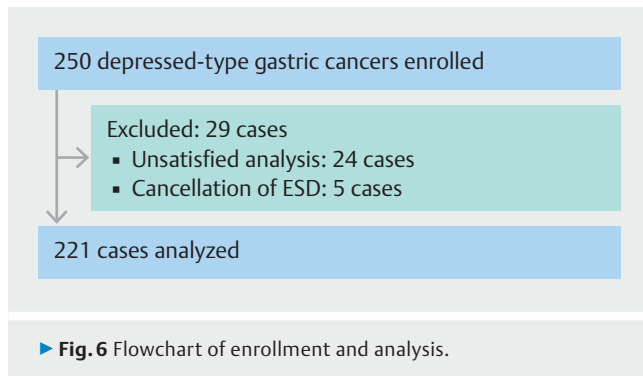 250 depressed-type gastric cancers enrolled
Excluded: 29 cases
▪ Unsatisfied analysis: 24 cases
▪ Cancellation of ESD: 5 cases
221 cases analyzed
▶ Fig. 6 Flowchart of enrollment and analysis.